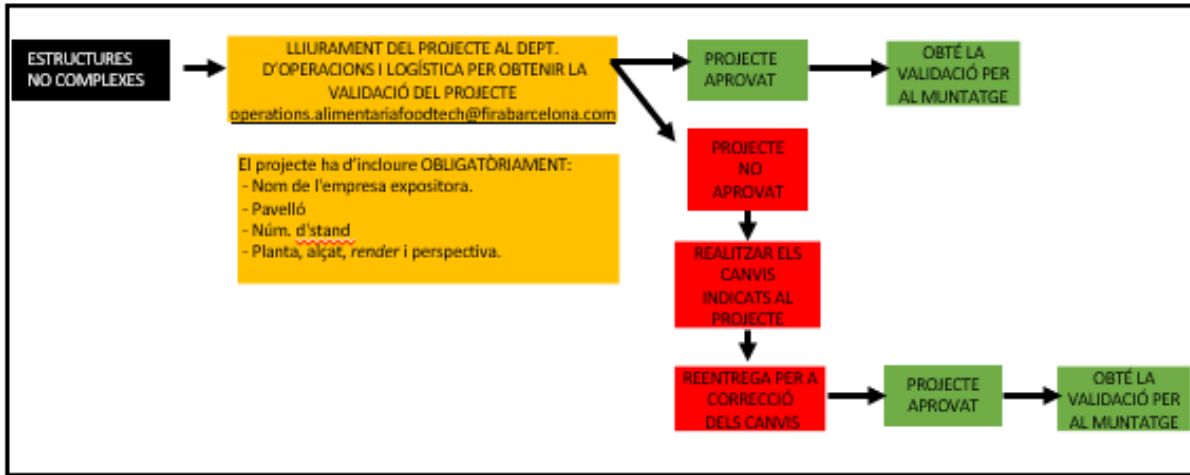 ESTRUCTURES
NO COMPLEXES
LLIURAMENT DEL PROJECTE AL DEPT.
D'OPERACIONS I LOGÍSTICA PER OBTENIR LA
VALIDACIÓ DEL PROJECTE
operations.alimentariafoodtech@firabarcelona.com
PROJECTE
APROVAT
OBTÉ LA
VALIDACIÓ PER
AL MUNTATGE
El projecte ha d'incloure OBLIGATÒRIAMENT:
- Nom de l'empresa expositora.
- Pavelló
- Núm. d'stand
- Planta, alçat, render i perspectiva.
PROJECTE
NO
APROVAT
REALITZAR ELS
CANVIS
INDICATS AL
PROJECTE
REENTREGA PER A
CORRECCIÓ
DELS CANVIS
PROJECTE
APROVAT
OBTÉ LA
VALIDACIÓ PER
AL MUNTATGE